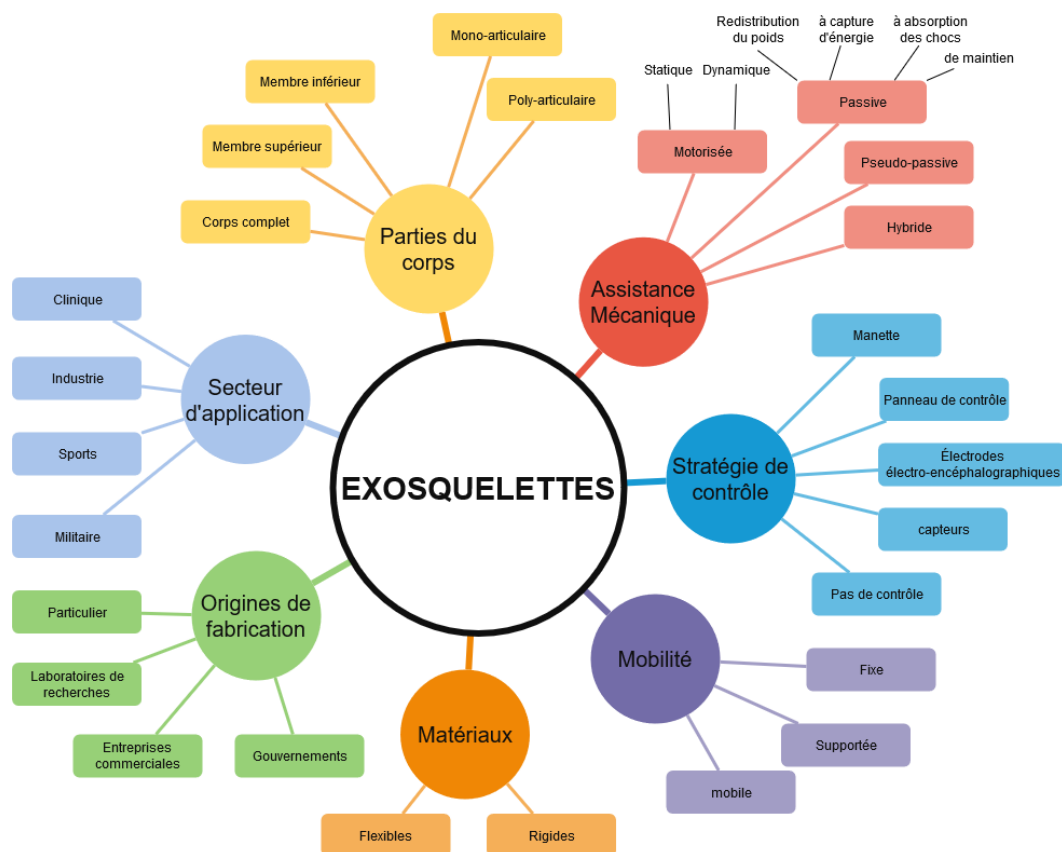 EXOSQUELETTES
Parties du
corps
Mono-articulaire
Poly-articulaire
Membre inférieur
Membre supérieur
Corps complet
Assistance
Mécanique
Motorisée
Statique
Dynamique
Passive
Redistribution
du poids
à capture
d'énergie
à absorption
des chocs
de maintien
Pseudo-passive
Hybride
Stratégie de
contrôle
Manette
Panneau de contrôle
Électrodes
électro-encéphalographiques
capteurs
Pas de contrôle
Mobilité
Fixe
Supportée
mobile
Matériaux
Flexibles
Rigides
Origines de
fabrication
Particulier
Laboratoires de
recherches
Entreprises
commerciales
Gouvernements
Secteur
d'application
Clinique
Industrie
Sports
Militaire